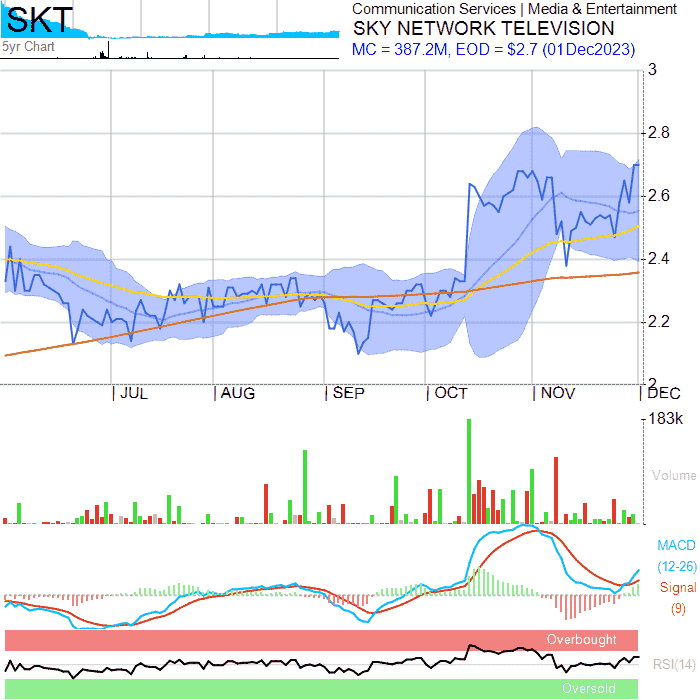 SKT
5yr Chart
Communication Services | Media & Entertainment
SKY NETWORK TELEVISION
MC = 387.2M, EOD = $2.7 (01Dec2023)
3
2.8
2.6
2.4
2.2
2
JUL AUG SEP OCT NOV DEC
183k
Volume
MACD
(12-26)
Signal
(9)
Overbought
RSI(14)
Oversold